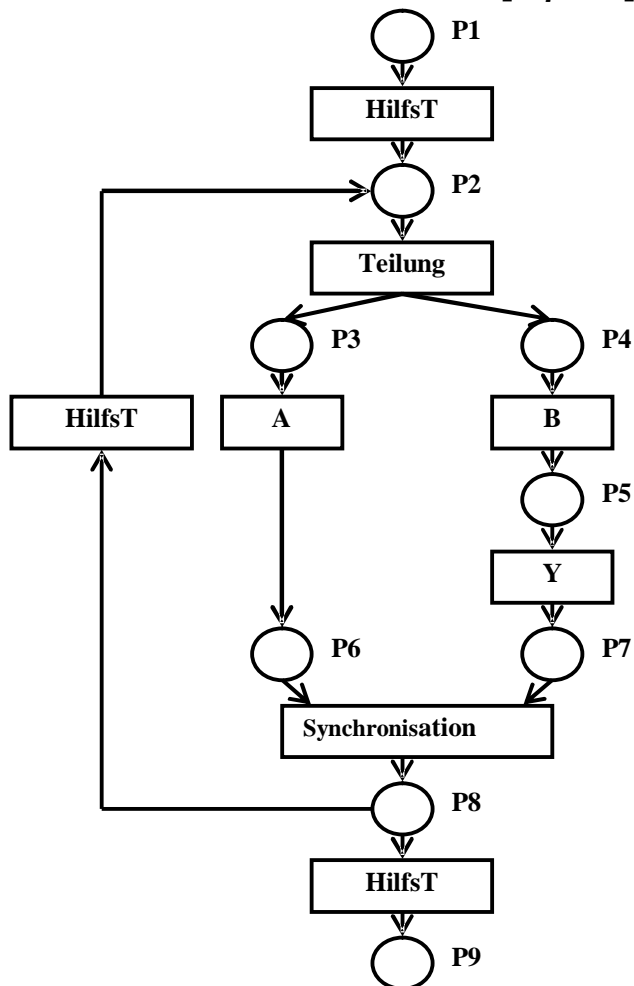 P1
HilfsT
P2
Teilung
P3
P4
HilfsT
A
B
P5
Y
P6
P7
Synchronisation
P8
HilfsT
P9